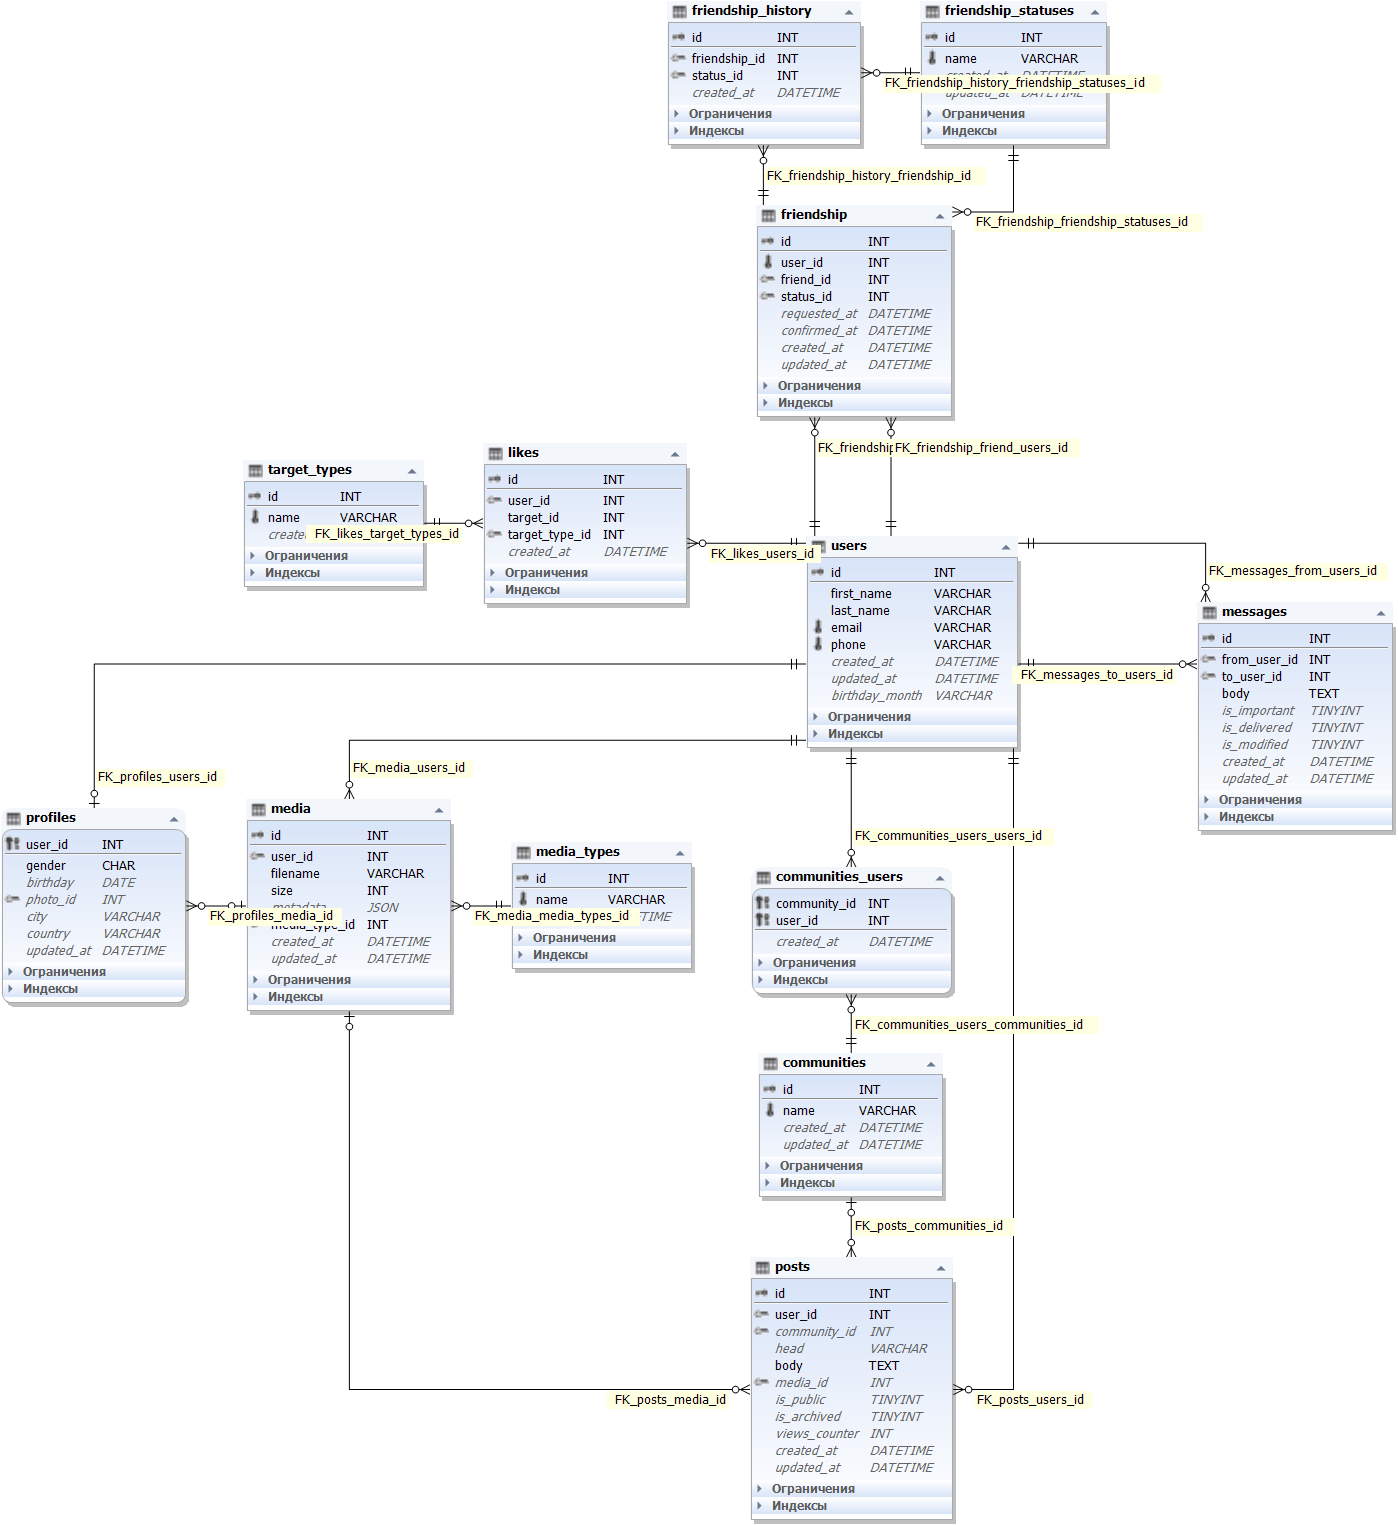 friendship_history
id INT
friendship_id INT
status_id INT
created_at DATETIME
Ограничения
Индексы
friendship_statuses
id INT
name VARCHAR
created_at DATETIME
updated_at DATETIME
Ограничения
Индексы
FK_friendship_history_friendship_statuses_id
FK_friendship_history_friendship_id
FK_friendship_friendship_statuses_id
friendship
id INT
user_id INT
friend_id INT
status_id INT
requested_at DATETIME
confirmed_at DATETIME
created_at DATETIME
updated_at DATETIME
Ограничения
Индексы
FK_friendship
FK_friendship_friend_users_id
target_types
id INT
name VARCHAR
create
Ограничения
Индексы
FK_likes_target_types_id
likes
id INT
user_id INT
target_id INT
target_type_id INT
created_at DATETIME
Ограничения
Индексы
FK_likes_users_id
users
id INT
first_name VARCHAR
last_name VARCHAR
email VARCHAR
phone VARCHAR
created_at DATETIME
updated_at DATETIME
birthday_month VARCHAR
Ограничения
Индексы
FK_messages_from_users_id
FK_messages_to_users_id
messages
id INT
from_user_id INT
to_user_id INT
body TEXT
is_important TINYINT
is_delivered TINYINT
is_modified TINYINT
created_at DATETIME
updated_at DATETIME
Ограничения
Индексы
FK_profiles_users_id
FK_media_users_id
profiles
user_id INT
gender CHAR
birthday DATE
photo_id INT
city VARCHAR
country VARCHAR
updated_at DATETIME
Ограничения
Индексы
FK_profiles_media_id
media
id INT
user_id INT
filename VARCHAR
size INT
metadata JSON
media_type_id INT
created_at DATETIME
updated_at DATETIME
Ограничения
Индексы
FK_media_media_types_id
media_types
id INT
name VARCHAR
TIME
Ограничения
Индексы
FK_communities_users_users_id
communities_users
community_id INT
user_id INT
created_at DATETIME
Ограничения
Индексы
FK_communities_users_communities_id
communities
id INT
name VARCHAR
created_at DATETIME
updated_at DATETIME
Ограничения
Индексы
FK_posts_communities_id
posts
id INT
user_id INT
community_id INT
head VARCHAR
body TEXT
media_id INT
is_public TINYINT
is_archived TINYINT
views_counter INT
created_at DATETIME
updated_at DATETIME
Ограничения
Индексы
FK_posts_media_id
FK_posts_users_id